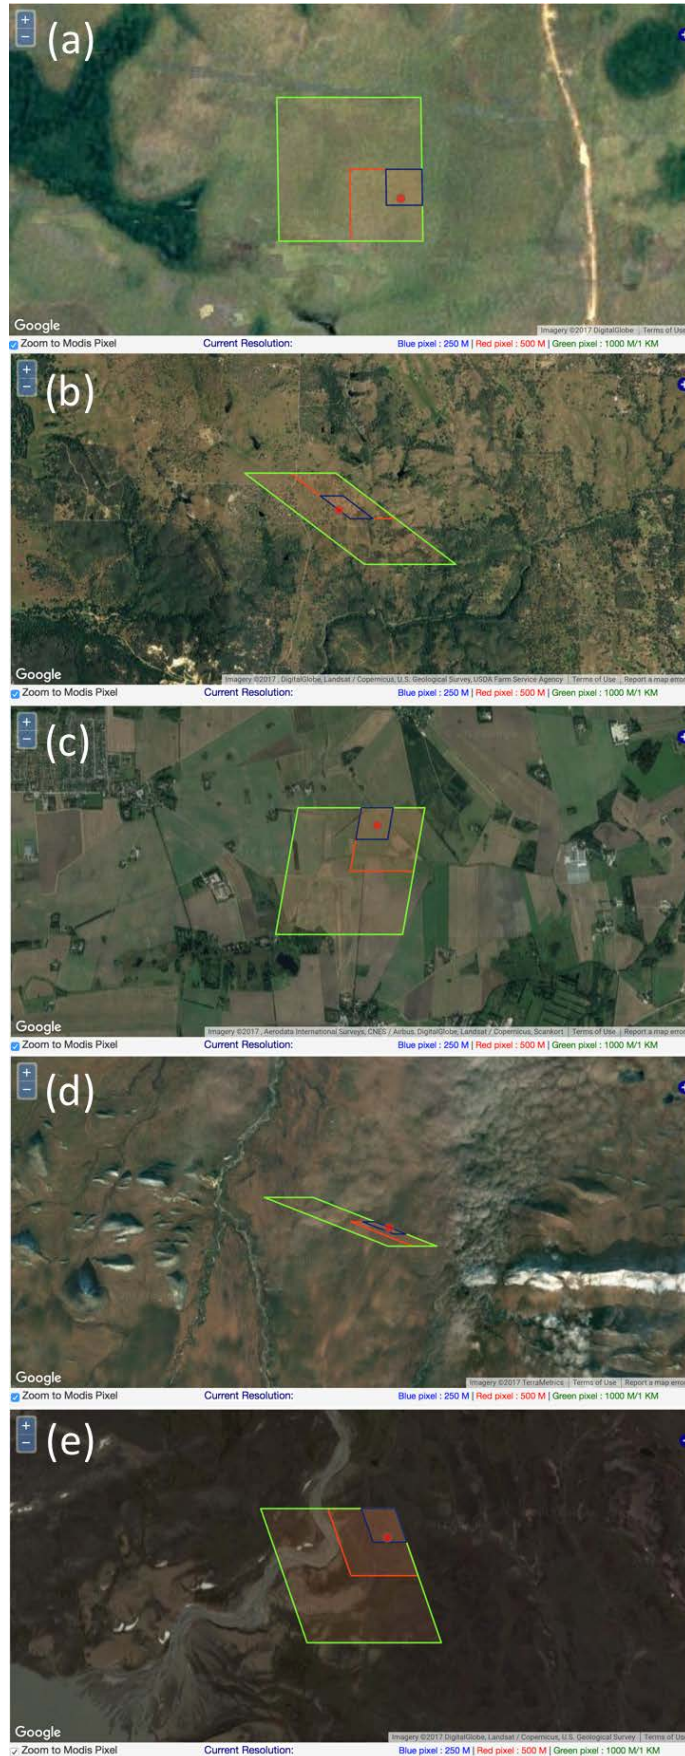 +
−
(a)
Google
Imagery ©2017 DigitalGlobe | Terms of Use
Zoom to Modis Pixel Current Resolution: Blue pixel : 250 M | Red pixel : 500 M | Green pixel : 1000 M/1 KM
+
−
(b)
Google
Imagery ©2017 , DigitalGlobe, Landsat / Copernicus, U.S. Geological Survey, USDA Farm Service Agency | Terms of Use | Report a map error
Zoom to Modis Pixel Current Resolution: Blue pixel : 250 M | Red pixel : 500 M | Green pixel : 1000 M/1 KM
+
−
(c)
Google
Imagery ©2017 , Aerodata International Surveys, CNES / Airbus, DigitalGlobe, Landsat / Copernicus, Scankort | Terms of Use | Report a map error
Zoom to Modis Pixel Current Resolution: Blue pixel : 250 M | Red pixel : 500 M | Green pixel : 1000 M/1 KM
+
−
(d)
Google
Imagery ©2017 TerraMetrics | Terms of Use | Report a map error
Zoom to Modis Pixel Current Resolution: Blue pixel : 250 M | Red pixel : 500 M | Green pixel : 1000 M/1 KM
+
−
(e)
Google
Imagery ©2017 DigitalGlobe, Landsat / Copernicus, U.S. Geological Survey | Terms of Use
Zoom to Modis Pixel Current Resolution: Blue pixel : 250 M | Red pixel : 500 M | Green pixel : 1000 M/1 KM